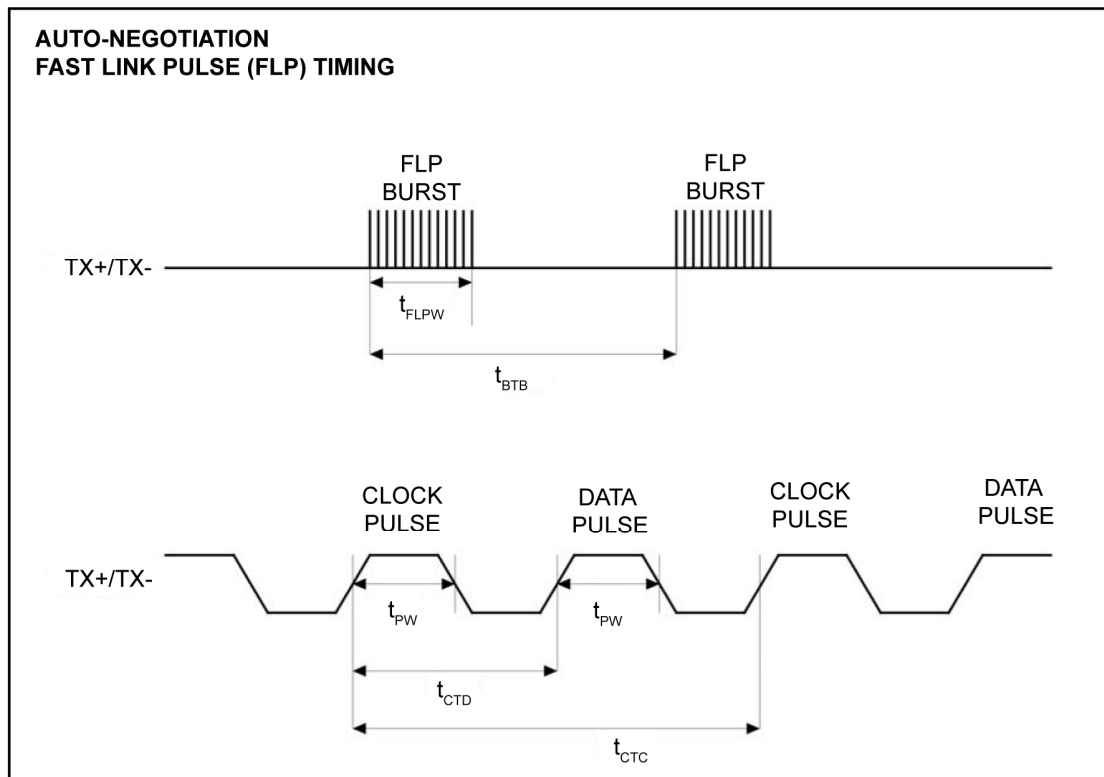 AUTO-NEGOTIATION
FAST LINK PULSE (FLP) TIMING
FLP
BURST
FLP
BURST
TX+/TX-
tFLPW
tBTB
CLOCK
PULSE
DATA
PULSE
CLOCK
PULSE
DATA
PULSE
TX+/TX-
tPW
tPW
tCTD
tCTC